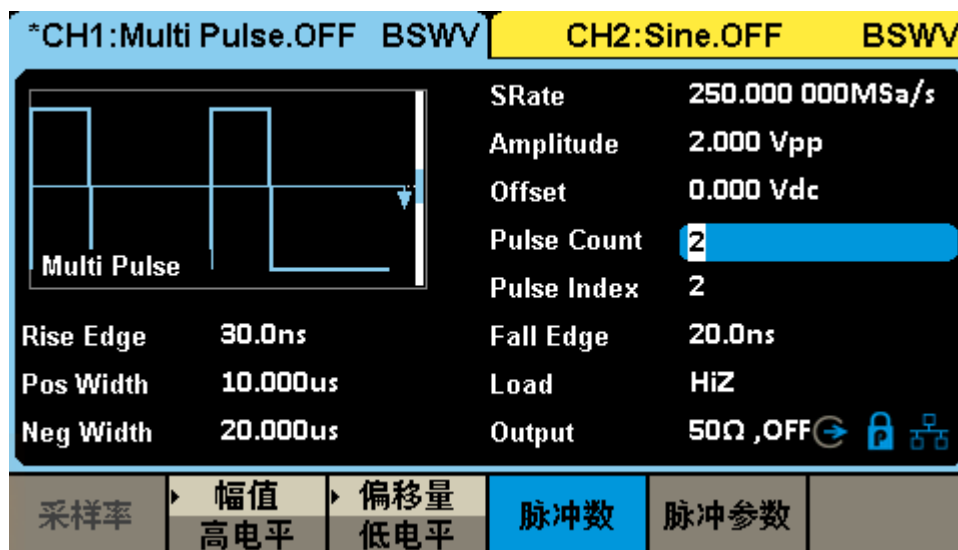 *CH1:Multi Pulse.OFF BSWV
CH2:Sine.OFF BSWV
Multi Pulse
SRate 250.000 000MSa/s
Amplitude 2.000 Vpp
Offset 0.000 Vdc
Pulse Count 2
Pulse Index 2
Rise Edge 30.0ns
Fall Edge 20.0ns
Pos Width 10.000us
Load HiZ
Neg Width 20.000us
Output 50Ω ,OFF
P
采样率
幅值
高电平
偏移量
低电平
脉冲数
脉冲参数